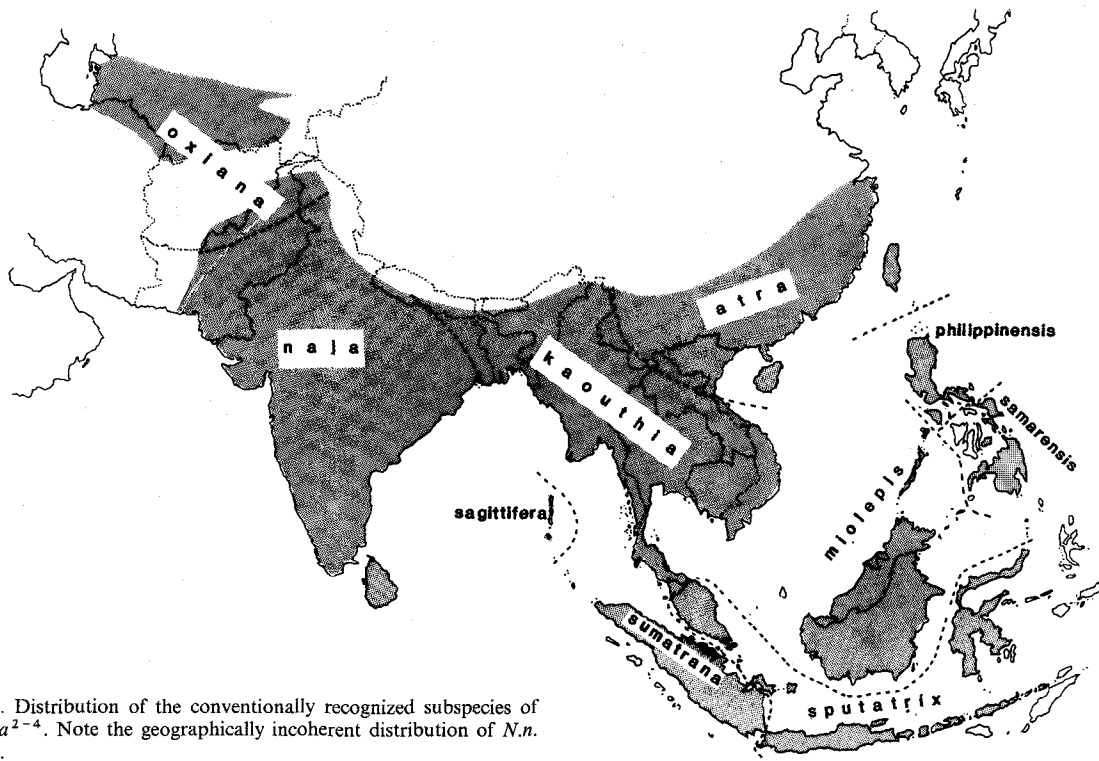 oxiana
naja
kaouthia
atra
philippinensis
samarensis
miolepis
sagittifera
sumatrana
sputatrix
. Distribution of the conventionally recognized subspecies of
a²⁻⁴. Note the geographically incoherent distribution of N.n.
.